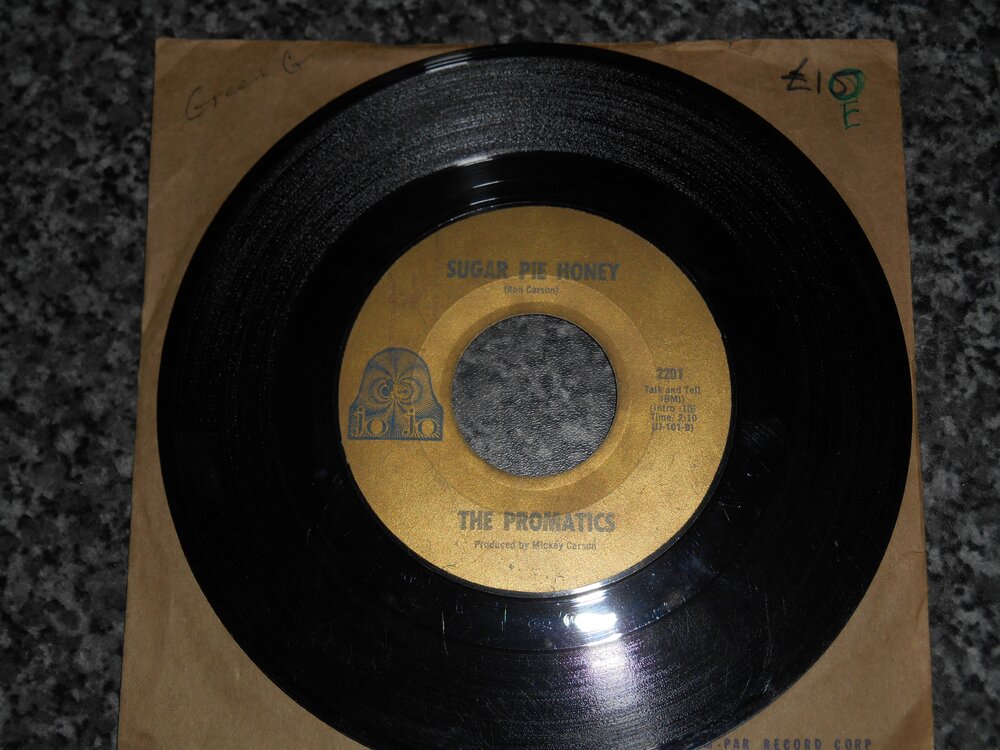 £10
E
SUGAR PIE HONEY
(Ron Carson)
jo jo
2201
Talk and Tell
(BMI)
(Intro :10)
Time: 2:10
(JJ-101-B)
THE PROMATICS
Produced by Mickey Carson
PAR RECORD CORP